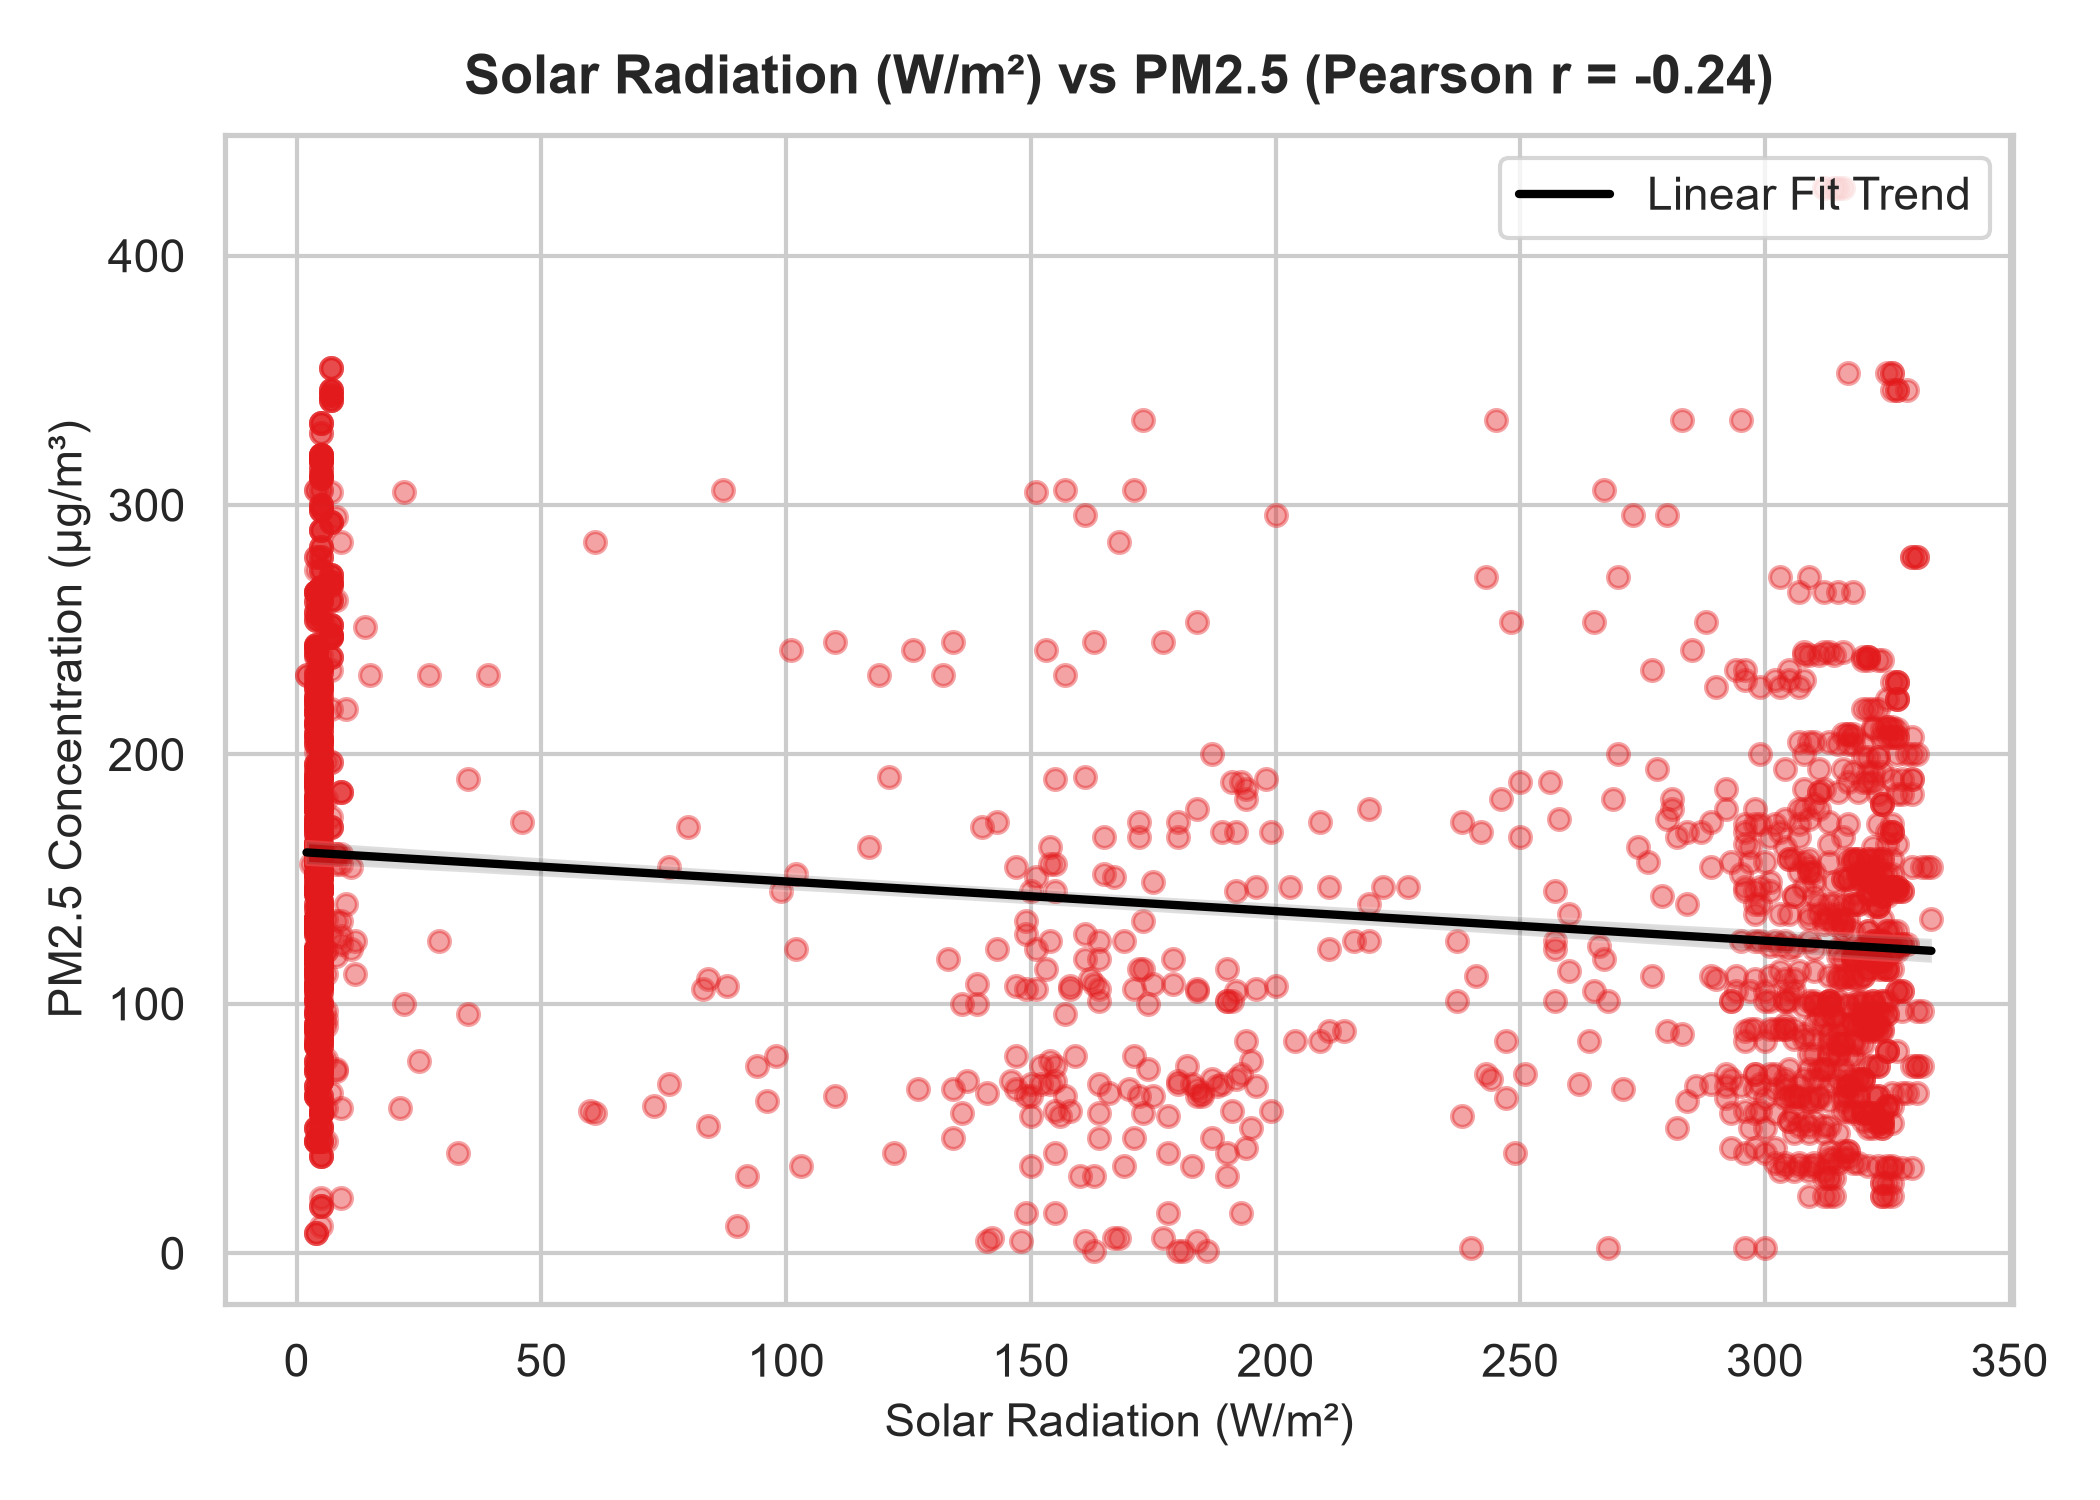 Solar Radiation (W/m²) vs PM2.5 (Pearson r = -0.24)
Linear Fit Trend
PM2.5 Concentration (µg/m³)
400
300
200
100
0
0 50 100 150 200 250 300 350
Solar Radiation (W/m²)